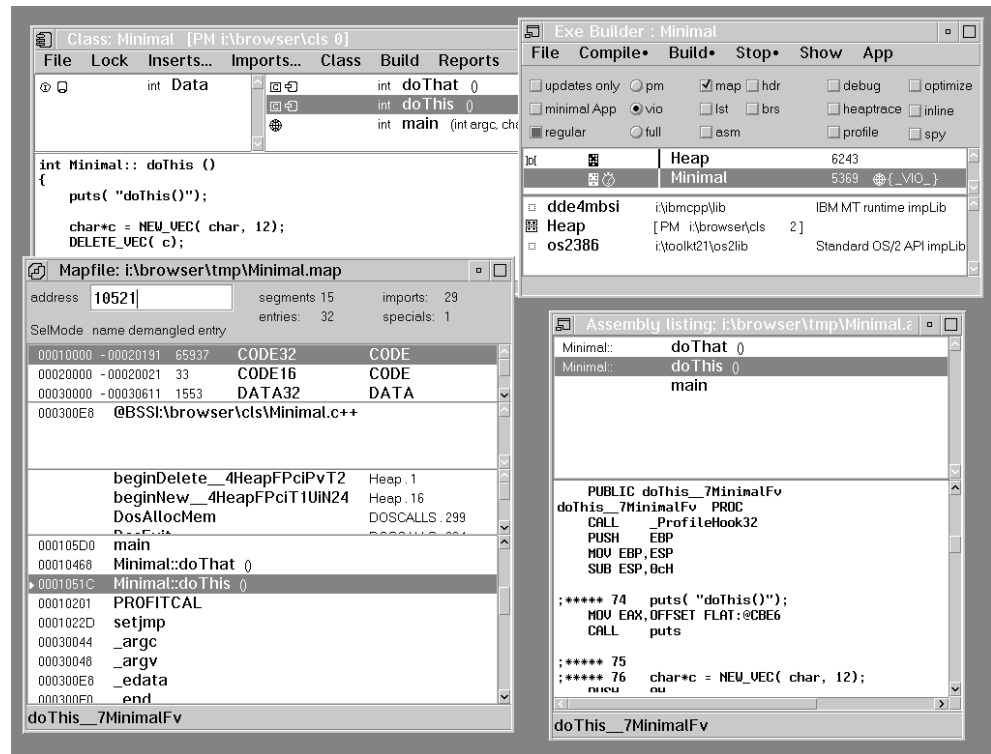 Class: Minimal [PM i:\browser\cls 0]
File Lock Inserts... Imports... Class Build Reports
int Data
int doThat ()
int doThis ()
int main (int argc, cha
int Minimal:: doThis ()
{
puts( "doThis()");
char*c = NEW_VEC( char, 12);
DELETE_VEC( c);
Exe Builder : Minimal
File Compile• Build• Stop• Show App
updates only pm map hdr debug optimize
minimal App vio lst brs heaptrace inline
regular full asm profile spy
Heap 6243
Minimal 5369 {_VIO_}
dde4mbsi i:\ibmcpp\lib IBM MT runtime impLib
Heap [PM i:\browser\cls 2]
os2386 i:\toolkt21\os2lib Standard OS/2 API impLib
Mapfile: i:\browser\tmp\Minimal.map
address 10521 segments 15 imports: 29
entries: 32 specials: 1
SelMode name demangled entry
00010000 - 00020191 65937 CODE32 CODE
00020000 - 00020021 33 CODE16 CODE
00030000 - 00030611 1553 DATA32 DATA
000300E8 @BSSI:\browser\cls\Minimal.c++
beginDelete__4HeapFPciPvT2 Heap . 1
beginNew__4HeapFPciT1UiN24 Heap . 16
DosAllocMem DOSCALLS . 299
000105D0 main
00010468 Minimal::doThat ()
0001051C Minimal::doThis ()
00010201 PROFITCAL
0001022D setjmp
00030044 _argc
00030048 _argv
000300E8 _edata
000300F0 _end
doThis__7MinimalFv
Assembly listing: i:\browser\tmp\Minimal.a
Minimal:: doThat ()
Minimal:: doThis ()
main
PUBLIC doThis__7MinimalFv
doThis__7MinimalFv PROC
CALL _ProfileHook32
PUSH EBP
MOV EBP,ESP
SUB ESP,0cH
;***** 74 puts( "doThis()");
MOV EAX,OFFSET FLAT:@CBE6
CALL puts
;***** 75
;***** 76 char*c = NEW_VEC( char, 12);
PUSH 0H
doThis__7MinimalFv